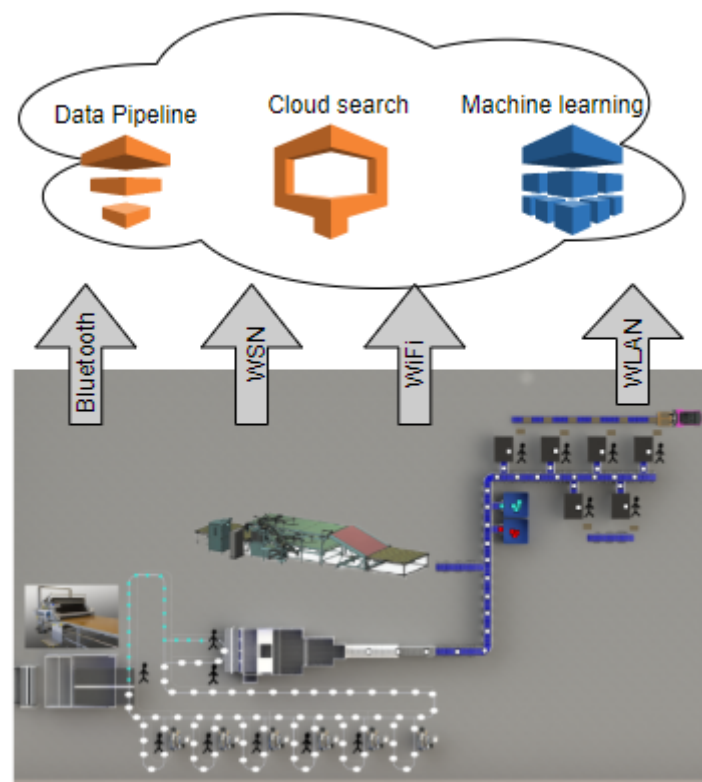 Data Pipeline
Cloud search
Machine learning
Bluetooth
WSN
WiFi
WLAN